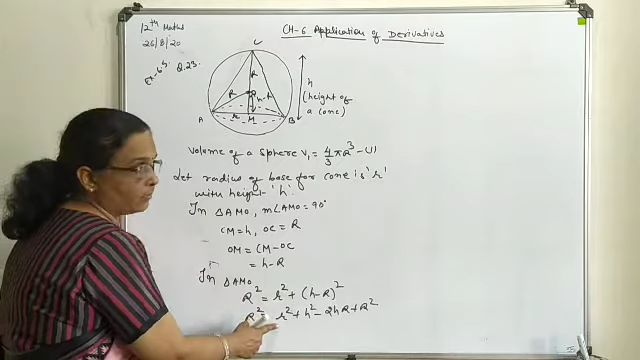 12th Maths
26/8/20
CH-6 Application of Derivatives
Ex-6.5 Q.23.
C
R
R O h-R
A r M B
h
(height of
a cone)
Volume of a sphere V₁ = 4/3 πR³ - (1)
Let radius of base for cone is 'r'
with height 'h'.
In ΔAMO, m∠AMO = 90°
CM = h, OC = R
OM = CM - OC
= h - R
In ΔAMO
R² = r² + (h-R)²
R² = r² + h² - 2hR + R²